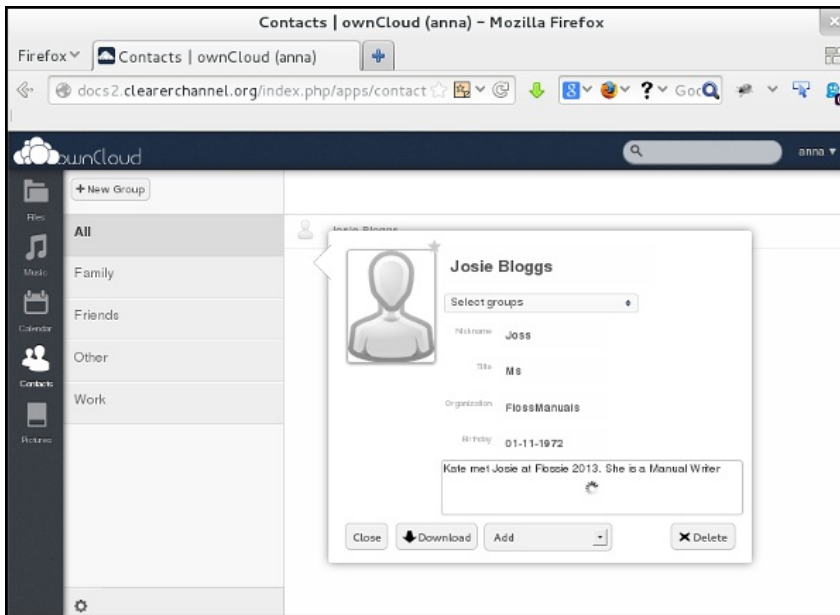 Contacts | ownCloud (anna) – Mozilla Firefox
Firefox
Contacts | ownCloud (anna)
docs2.clearerchannel.org/index.php/apps/contact
Goo
ownCloud
anna
Files
Music
Calendar
Contacts
Pictures
+ New Group
All
Family
Friends
Other
Work
Josie Bloggs
Josie Bloggs
Select groups
Nickname Joss
Title Ms
Organization FlossManuals
Birthday 01-11-1972
Kate met Josie at Flossie 2013. She is a Manual Writer
Close
Download
Add
Delete